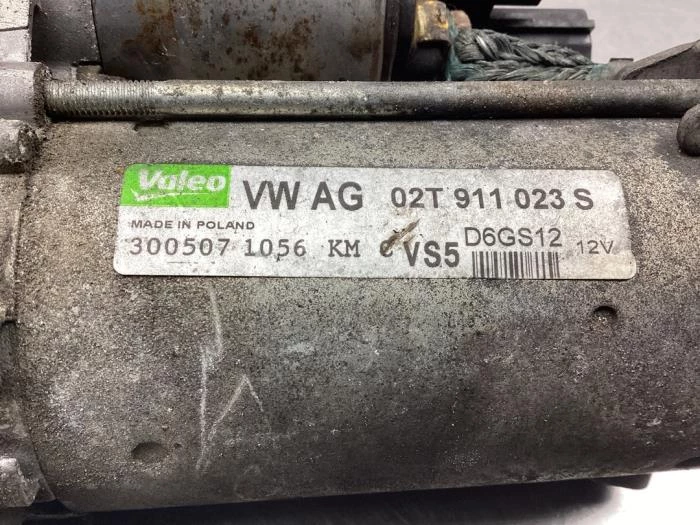 Valeo VW AG 02T 911 023 S
MADE IN POLAND
300507 1056 KM VS5 D6GS12 12V